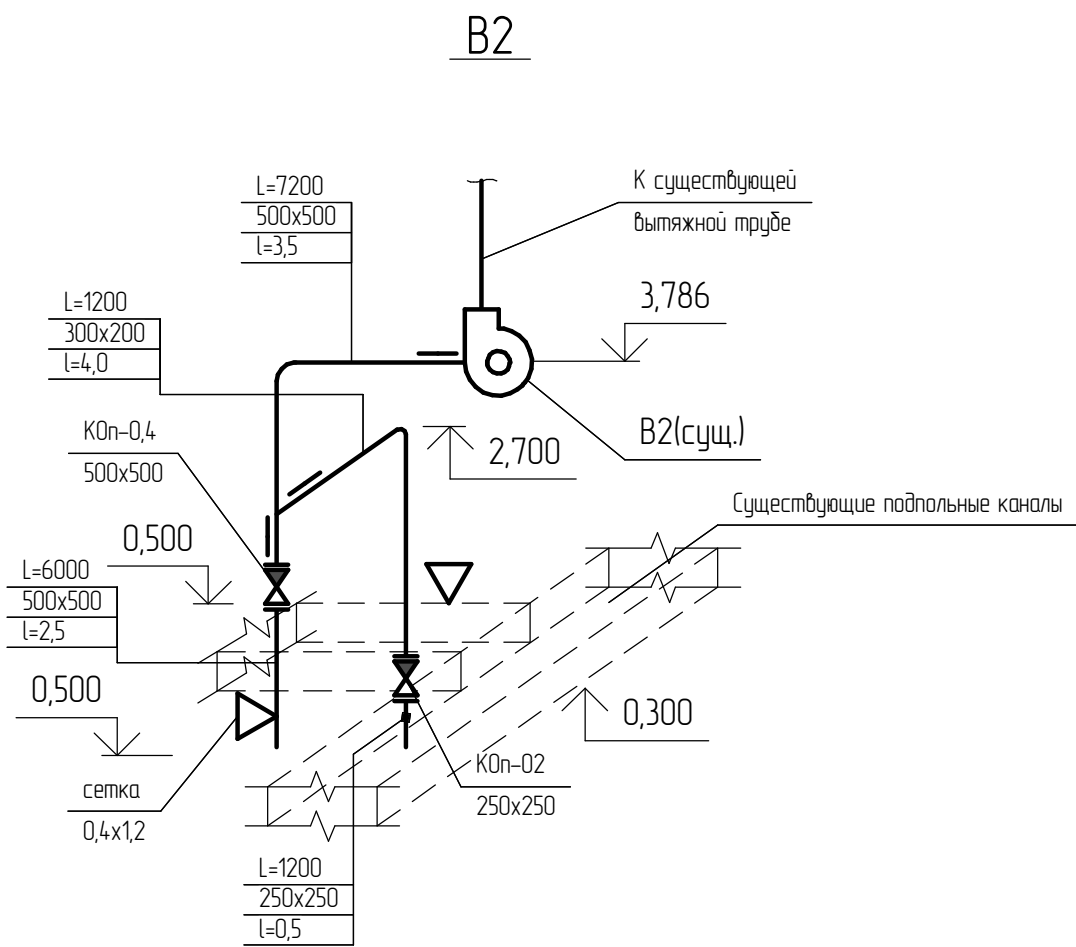 В2
L=7200
500х500
l=3,5
К существующей
вытяжной трубе
L=1200
300х200
l=4,0
3,786
КОп-0,4
500х500
2,700
В2(сущ.)
Существующие подпольные каналы
0,500
L=6000
500х500
l=2,5
0,500
0,300
сетка
0,4х1,2
КОп-02
250х250
L=1200
250х250
l=0,5